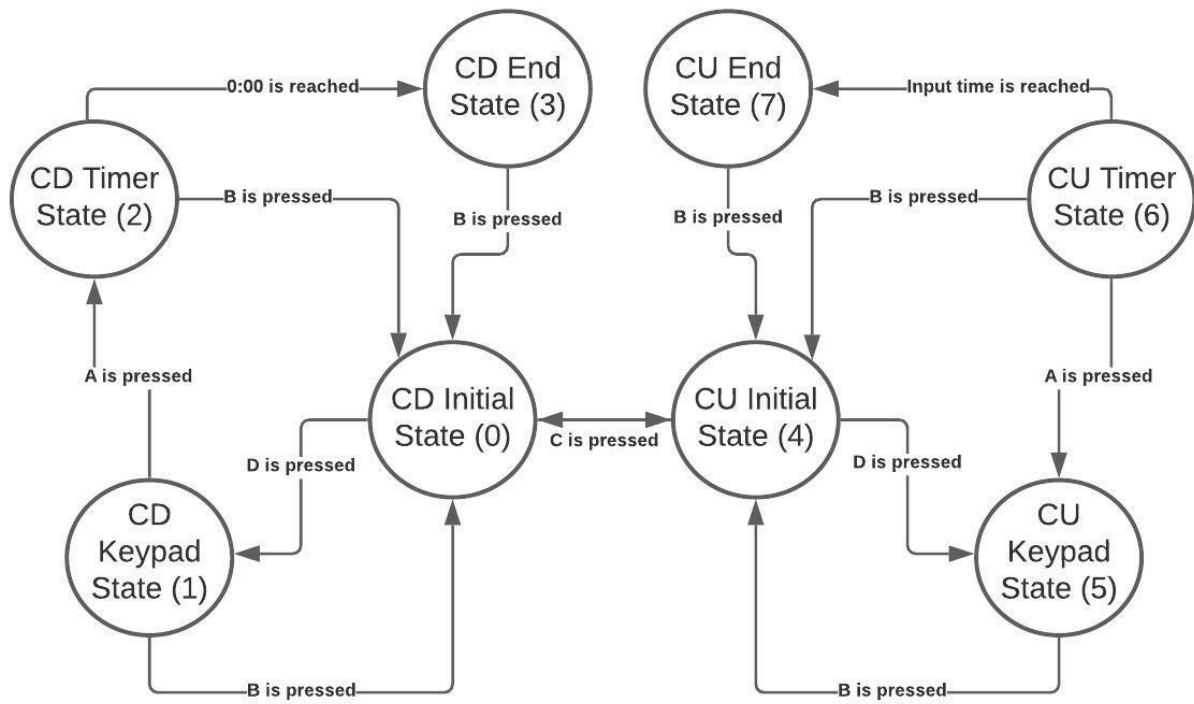 0:00 is reached
CD End
State (3)
CU End
State (7)
Input time is reached
CD Timer
State (2)
B is pressed
B is pressed
B is pressed
B is pressed
CU Timer
State (6)
A is pressed
CD Initial
State (0)
C is pressed
CU Initial
State (4)
A is pressed
D is pressed
D is pressed
CD
Keypad
State (1)
CU
Keypad
State (5)
B is pressed
B is pressed